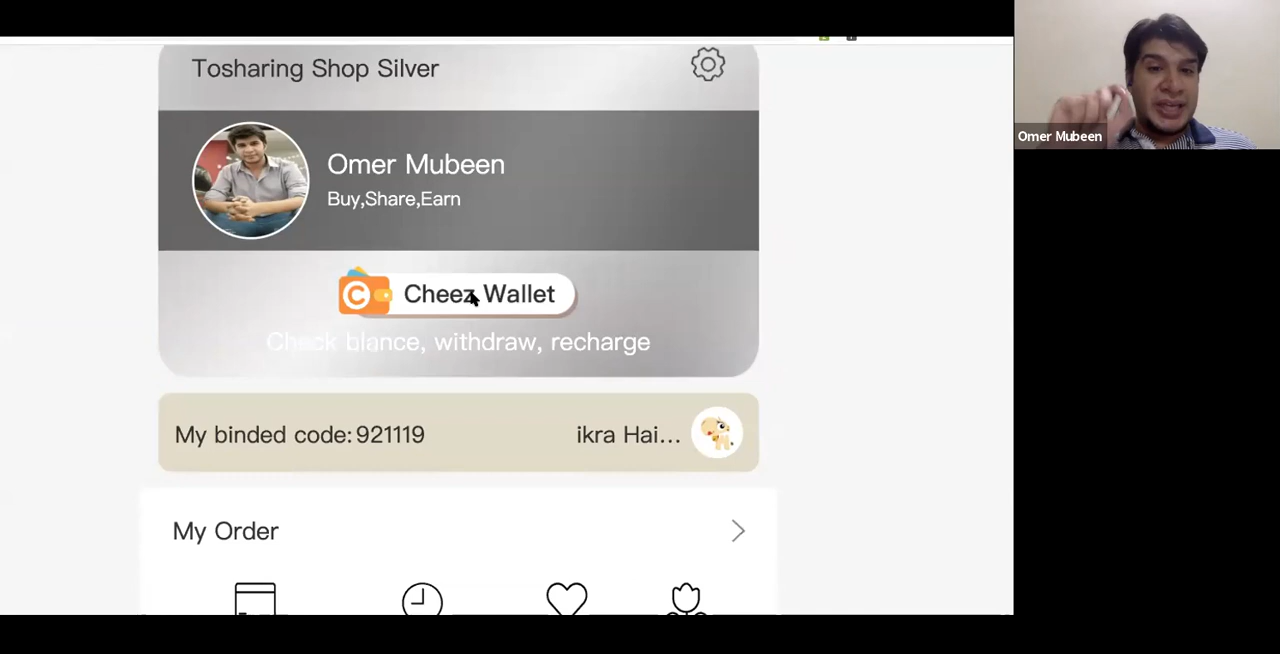 Tosharing Shop Silver
Omer Mubeen
Buy,Share,Earn
Cheez Wallet
Check blance, withdraw, recharge
My binded code:921119
ikra Hai...
My Order
Omer Mubeen